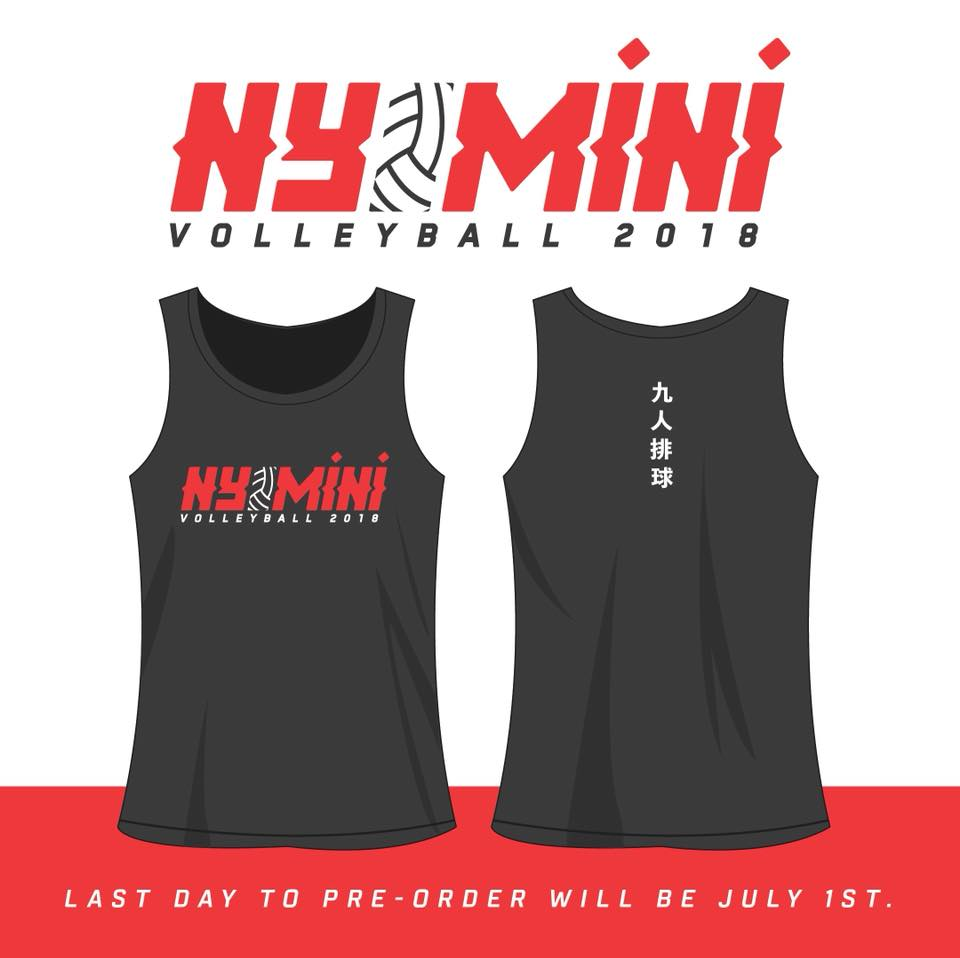 NY MINI
VOLLEYBALL 2018
NY MINI
VOLLEYBALL 2018
九人排球
LAST DAY TO PRE-ORDER WILL BE JULY 1ST.